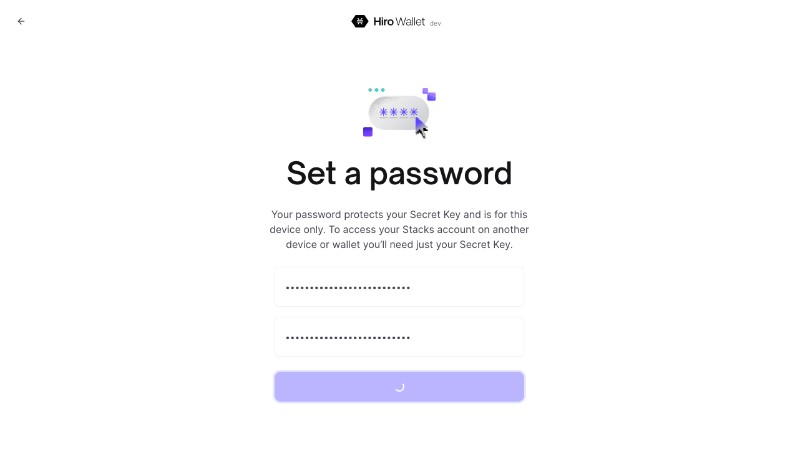 Hiro Wallet dev
Set a password
Your password protects your Secret Key and is for this
device only. To access your Stacks account on another
device or wallet you'll need just your Secret Key.